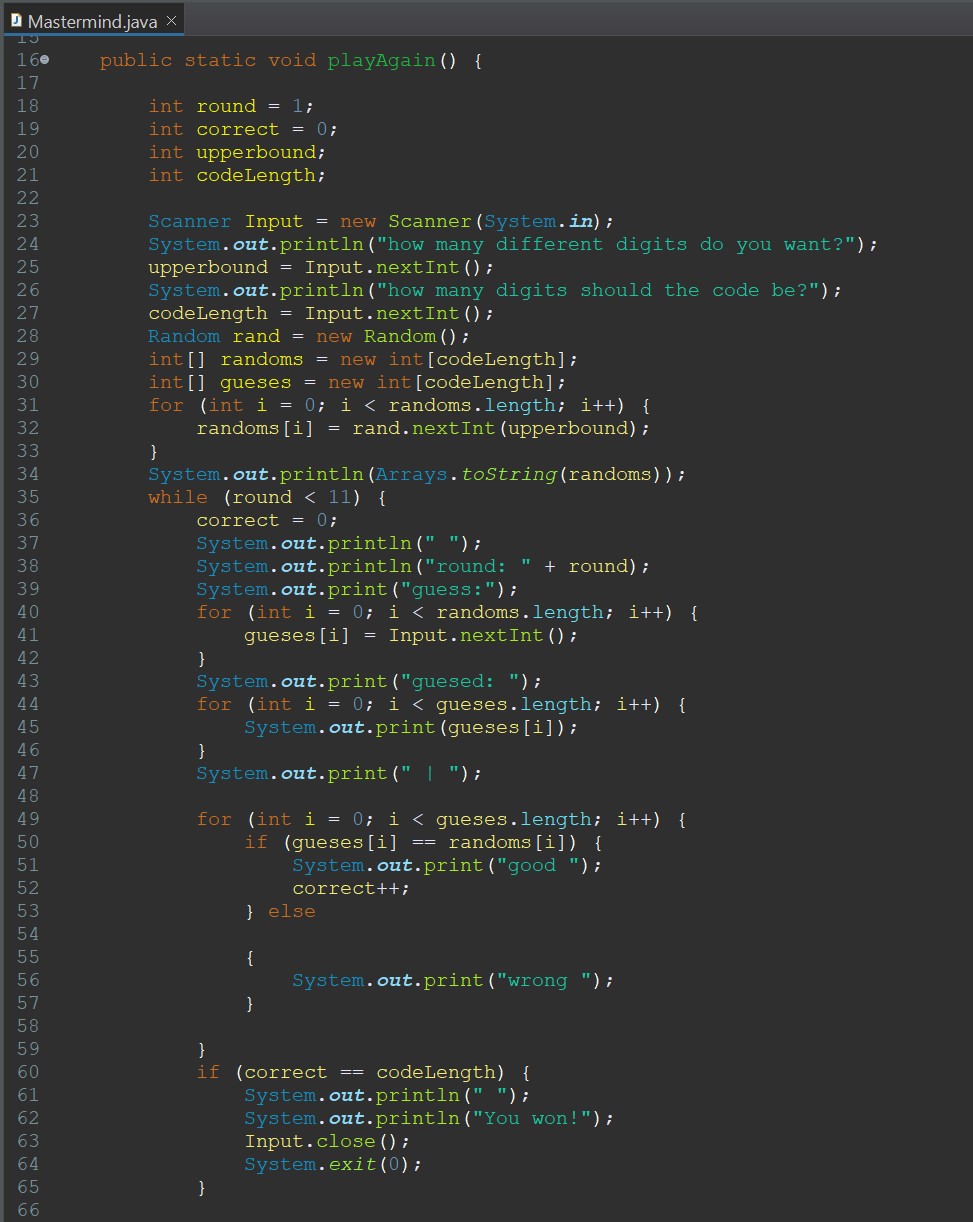 Mastermind.java ×
15
16 public static void playAgain() {
17
18 int round = 1;
19 int correct = 0;
20 int upperbound;
21 int codeLength;
22
23 Scanner Input = new Scanner(System.in);
24 System.out.println("how many different digits do you want?");
25 upperbound = Input.nextInt();
26 System.out.println("how many digits should the code be?");
27 codeLength = Input.nextInt();
28 Random rand = new Random();
29 int[] randoms = new int[codeLength];
30 int[] gueses = new int[codeLength];
31 for (int i = 0; i < randoms.length; i++) {
32 randoms[i] = rand.nextInt(upperbound);
33 }
34 System.out.println(Arrays.toString(randoms));
35 while (round < 11) {
36 correct = 0;
37 System.out.println(" ");
38 System.out.println("round: " + round);
39 System.out.print("guess:");
40 for (int i = 0; i < randoms.length; i++) {
41 gueses[i] = Input.nextInt();
42 }
43 System.out.print("guesed: ");
44 for (int i = 0; i < gueses.length; i++) {
45 System.out.print(gueses[i]);
46 }
47 System.out.print(" | ");
48
49 for (int i = 0; i < gueses.length; i++) {
50 if (gueses[i] == randoms[i]) {
51 System.out.print("good ");
52 correct++;
53 } else
54
55 {
56 System.out.print("wrong ");
57 }
58
59 }
60 if (correct == codeLength) {
61 System.out.println(" ");
62 System.out.println("You won!");
63 Input.close();
64 System.exit(0);
65 }
66